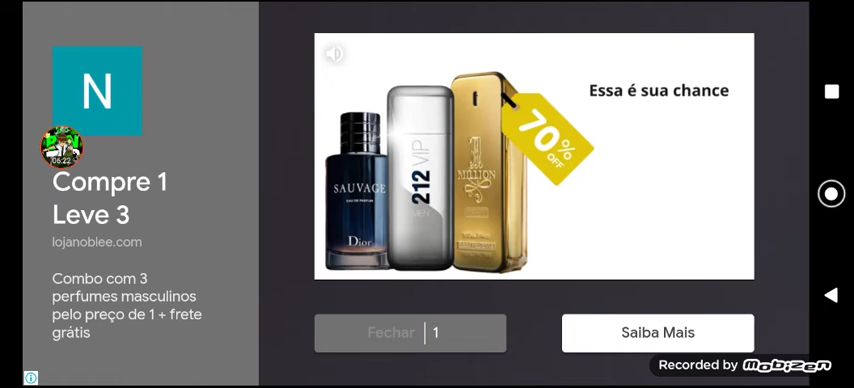 N
06:22
Compre 1
Leve 3
lojanoblee.com
Combo com 3
perfumes masculinos
pelo preço de 1 + frete
grátis
Essa é sua chance
70%
OFF
SAUVAGE
Dior
212 VIP
MEN
1
MILLION
Fechar | 1
Saiba Mais
Recorded by Mobizen